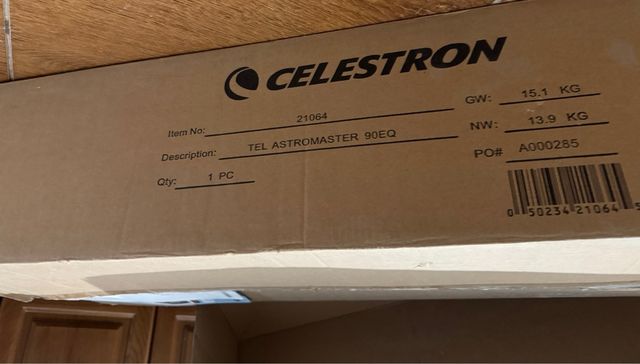 CELESTRON
Item No: 21064
Description: TEL ASTROMASTER 90EQ
Qty: 1 PC
GW: 15.1 KG
NW: 13.9 KG
PO# A000285
0 50234 21064 5